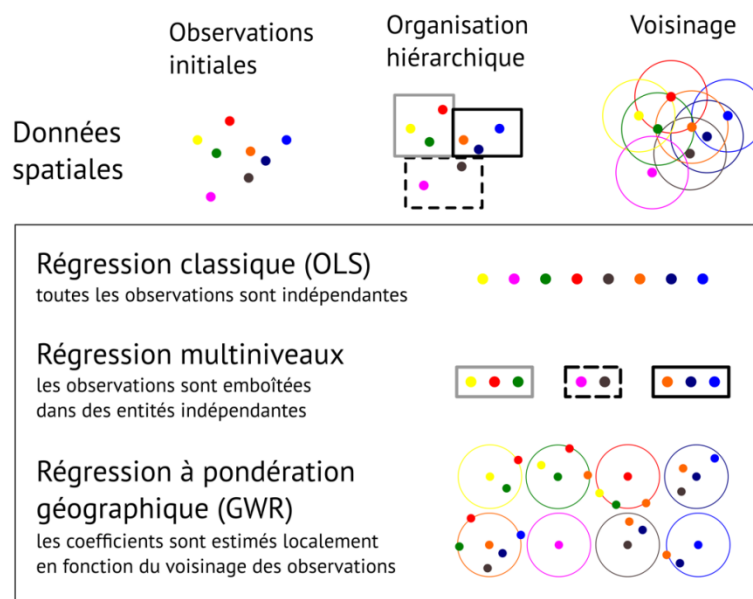 Observations
initiales
Organisation
hiérarchique
Voisinage
Données
spatiales
Régression classique (OLS)
toutes les observations sont indépendantes
Régression multiniveaux
les observations sont emboîtées
dans des entités indépendantes
Régression à pondération
géographique (GWR)
les coefficients sont estimés localement
en fonction du voisinage des observations